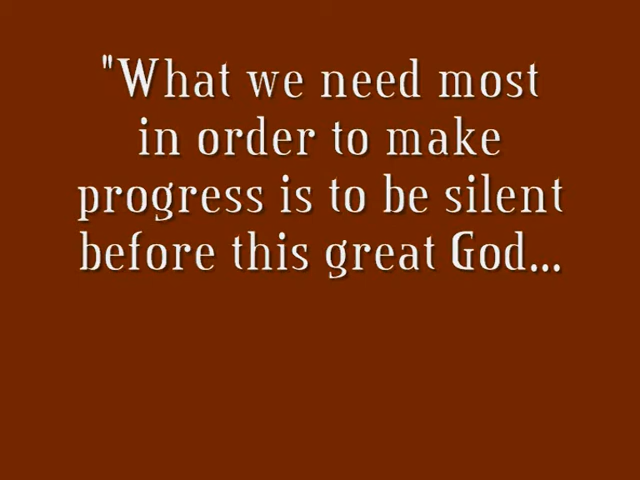 "What we need most
in order to make
progress is to be silent
before this great God...